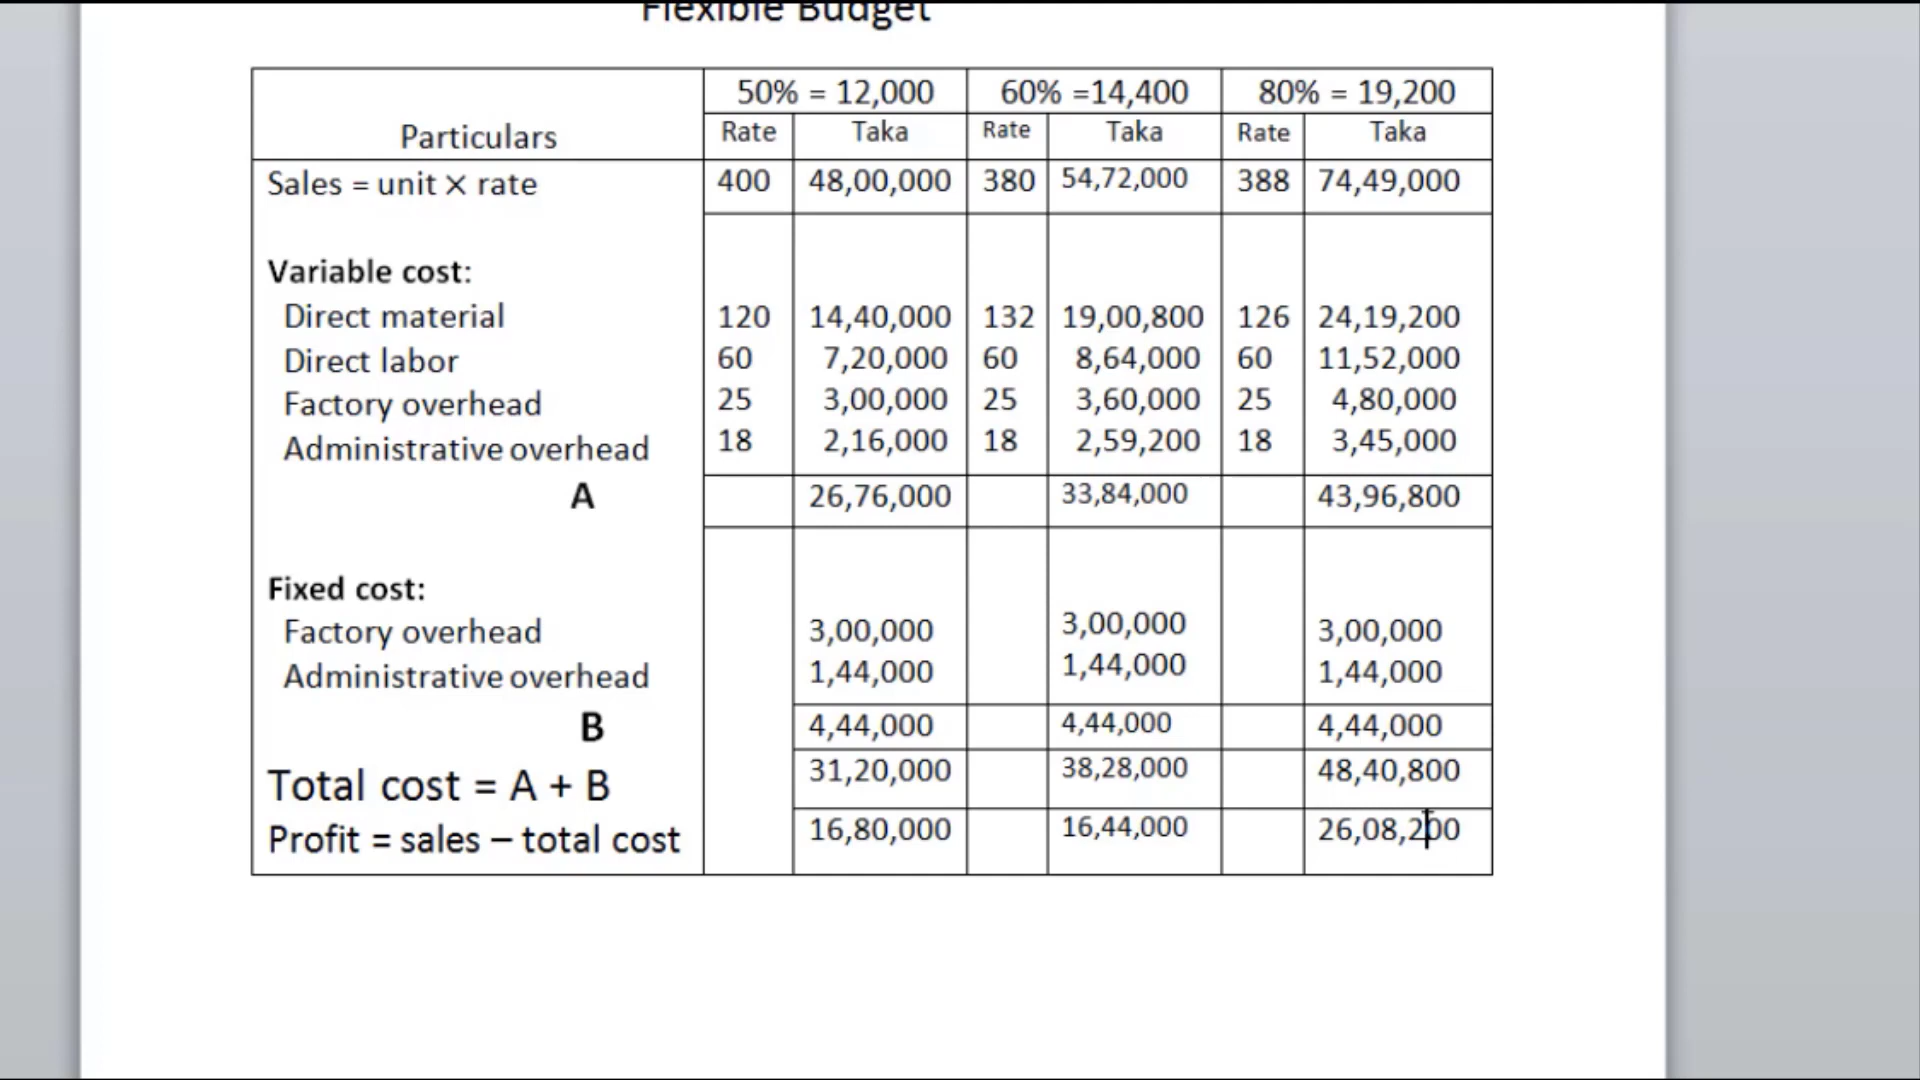 Flexible Budget
50% = 12,000 60% =14,400 80% = 19,200
Particulars Rate Taka Rate Taka Rate Taka
Sales = unit × rate 400 48,00,000 380 54,72,000 388 74,49,000
Variable cost:
Direct material 120 14,40,000 132 19,00,800 126 24,19,200
Direct labor 60 7,20,000 60 8,64,000 60 11,52,000
Factory overhead 25 3,00,000 25 3,60,000 25 4,80,000
Administrative overhead 18 2,16,000 18 2,59,200 18 3,45,000
A 26,76,000 33,84,000 43,96,800
Fixed cost:
Factory overhead 3,00,000 3,00,000 3,00,000
Administrative overhead 1,44,000 1,44,000 1,44,000
B 4,44,000 4,44,000 4,44,000
Total cost = A + B 31,20,000 38,28,000 48,40,800
Profit = sales – total cost 16,80,000 16,44,000 26,08,200